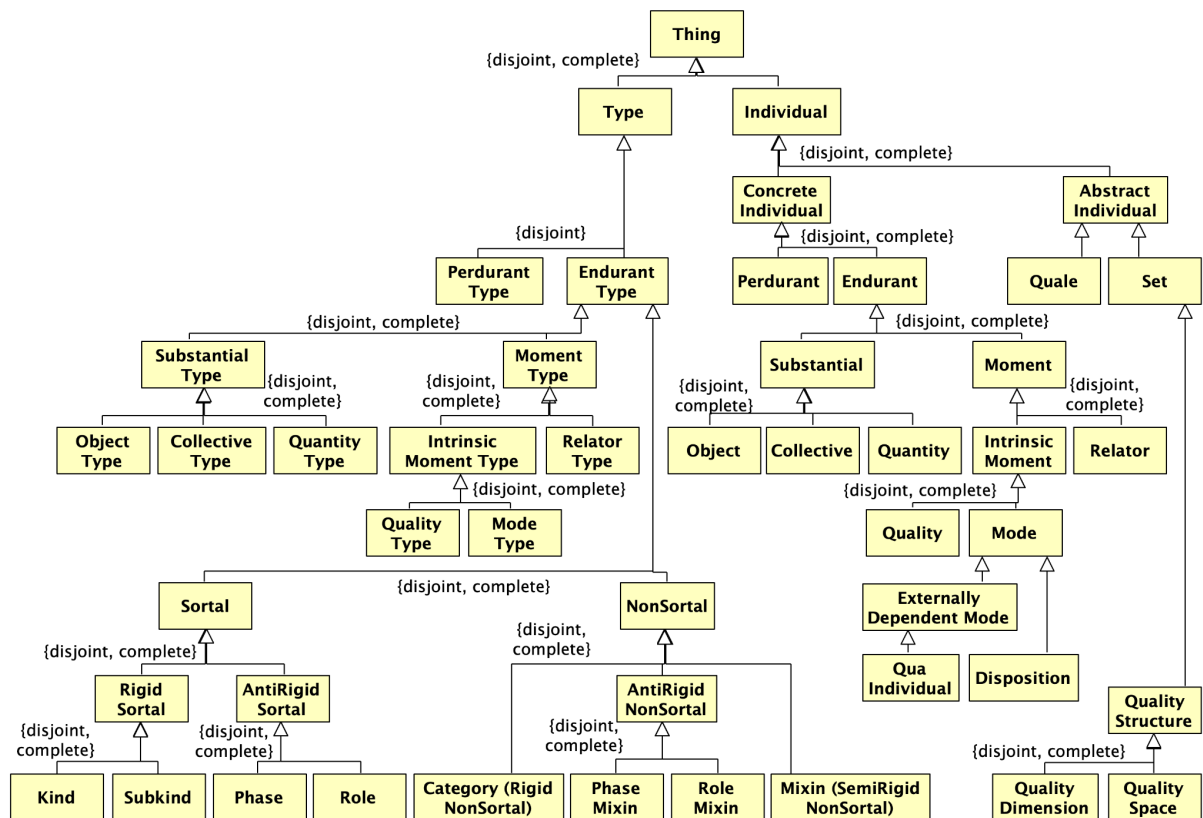 Thing
{disjoint, complete}
Type
Individual
{disjoint, complete}
Concrete
Individual
Abstract
Individual
{disjoint}
{disjoint, complete}
Perdurant
Type
Endurant
Type
Perdurant
Endurant
Quale
Set
{disjoint, complete}
{disjoint, complete}
Substantial
Type
Moment
Type
Substantial
Moment
{disjoint,
complete}
{disjoint,
complete}
{disjoint,
complete}
{disjoint,
complete}
Object
Type
Collective
Type
Quantity
Type
Intrinsic
Moment Type
Relator
Type
Object
Collective
Quantity
Intrinsic
Moment
Relator
{disjoint, complete}
{disjoint, complete}
Quality
Type
Mode
Type
Quality
Mode
{disjoint, complete}
Sortal
NonSortal
Externally
Dependent Mode
{disjoint, complete}
{disjoint,
complete}
Qua
Individual
Disposition
Rigid
Sortal
AntiRigid
Sortal
AntiRigid
NonSortal
Quality
Structure
{disjoint,
complete}
{disjoint,
complete}
{disjoint,
complete}
{disjoint, complete}
Kind
Subkind
Phase
Role
Category (Rigid
NonSortal)
Phase
Mixin
Role
Mixin
Mixin (SemiRigid
NonSortal)
Quality
Dimension
Quality
Space